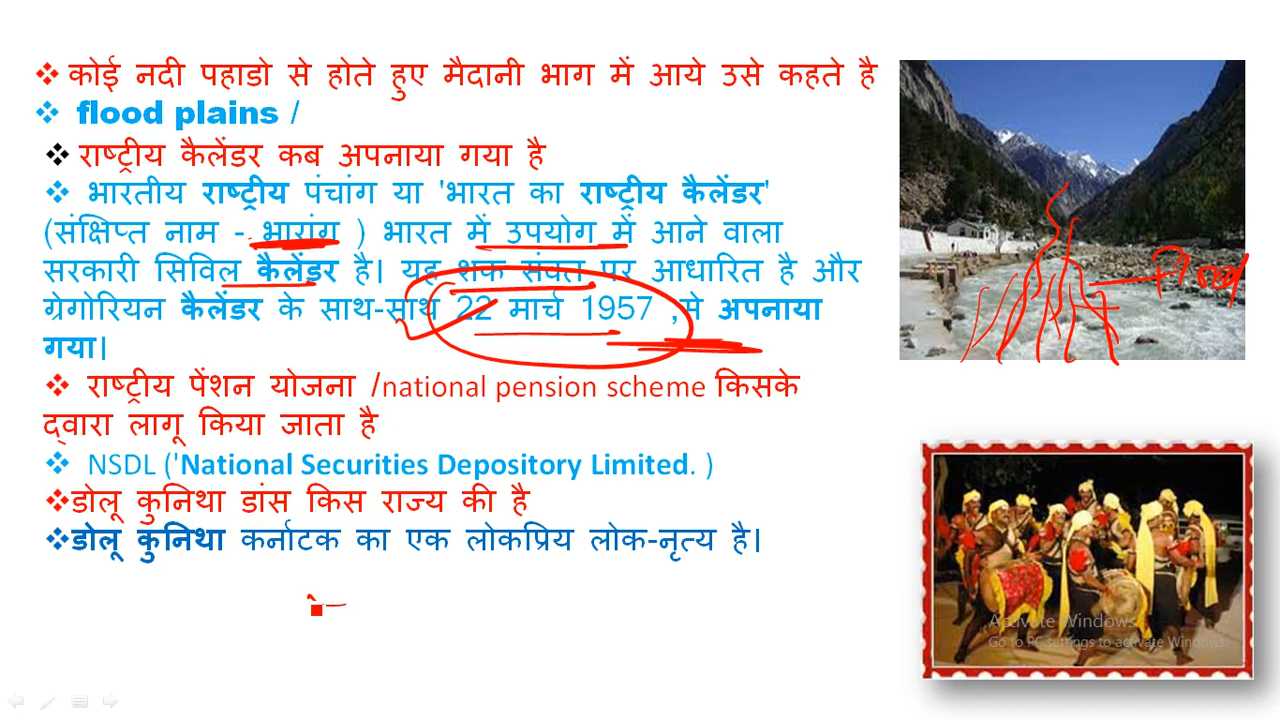 ❖ कोई नदी पहाडो से होते हुए मैदानी भाग में आये उसे कहते है
❖ flood plains /
❖ राष्ट्रीय कैलेंडर कब अपनाया गया है
❖ भारतीय राष्ट्रीय पंचांग या 'भारत का राष्ट्रीय कैलेंडर'
(संक्षिप्त नाम - भारांग ) भारत में उपयोग में आने वाला
सरकारी सिविल कैलेंडर है। यह शक संवत पर आधारित है और
ग्रेगोरियन कैलेंडर के साथ-साथ 22 मार्च 1957 ,से अपनाया
गया।
❖ राष्ट्रीय पेंशन योजना /national pension scheme किसके
द्वारा लागू किया जाता है
❖ NSDL ('National Securities Depository Limited. )
❖डोलू कुनिथा डांस किस राज्य की है
❖डोलू कुनिथा कर्नाटक का एक लोकप्रिय लोक-नृत्य है।
Flood
Activate Windows
Go to PC settings to activate Windows.